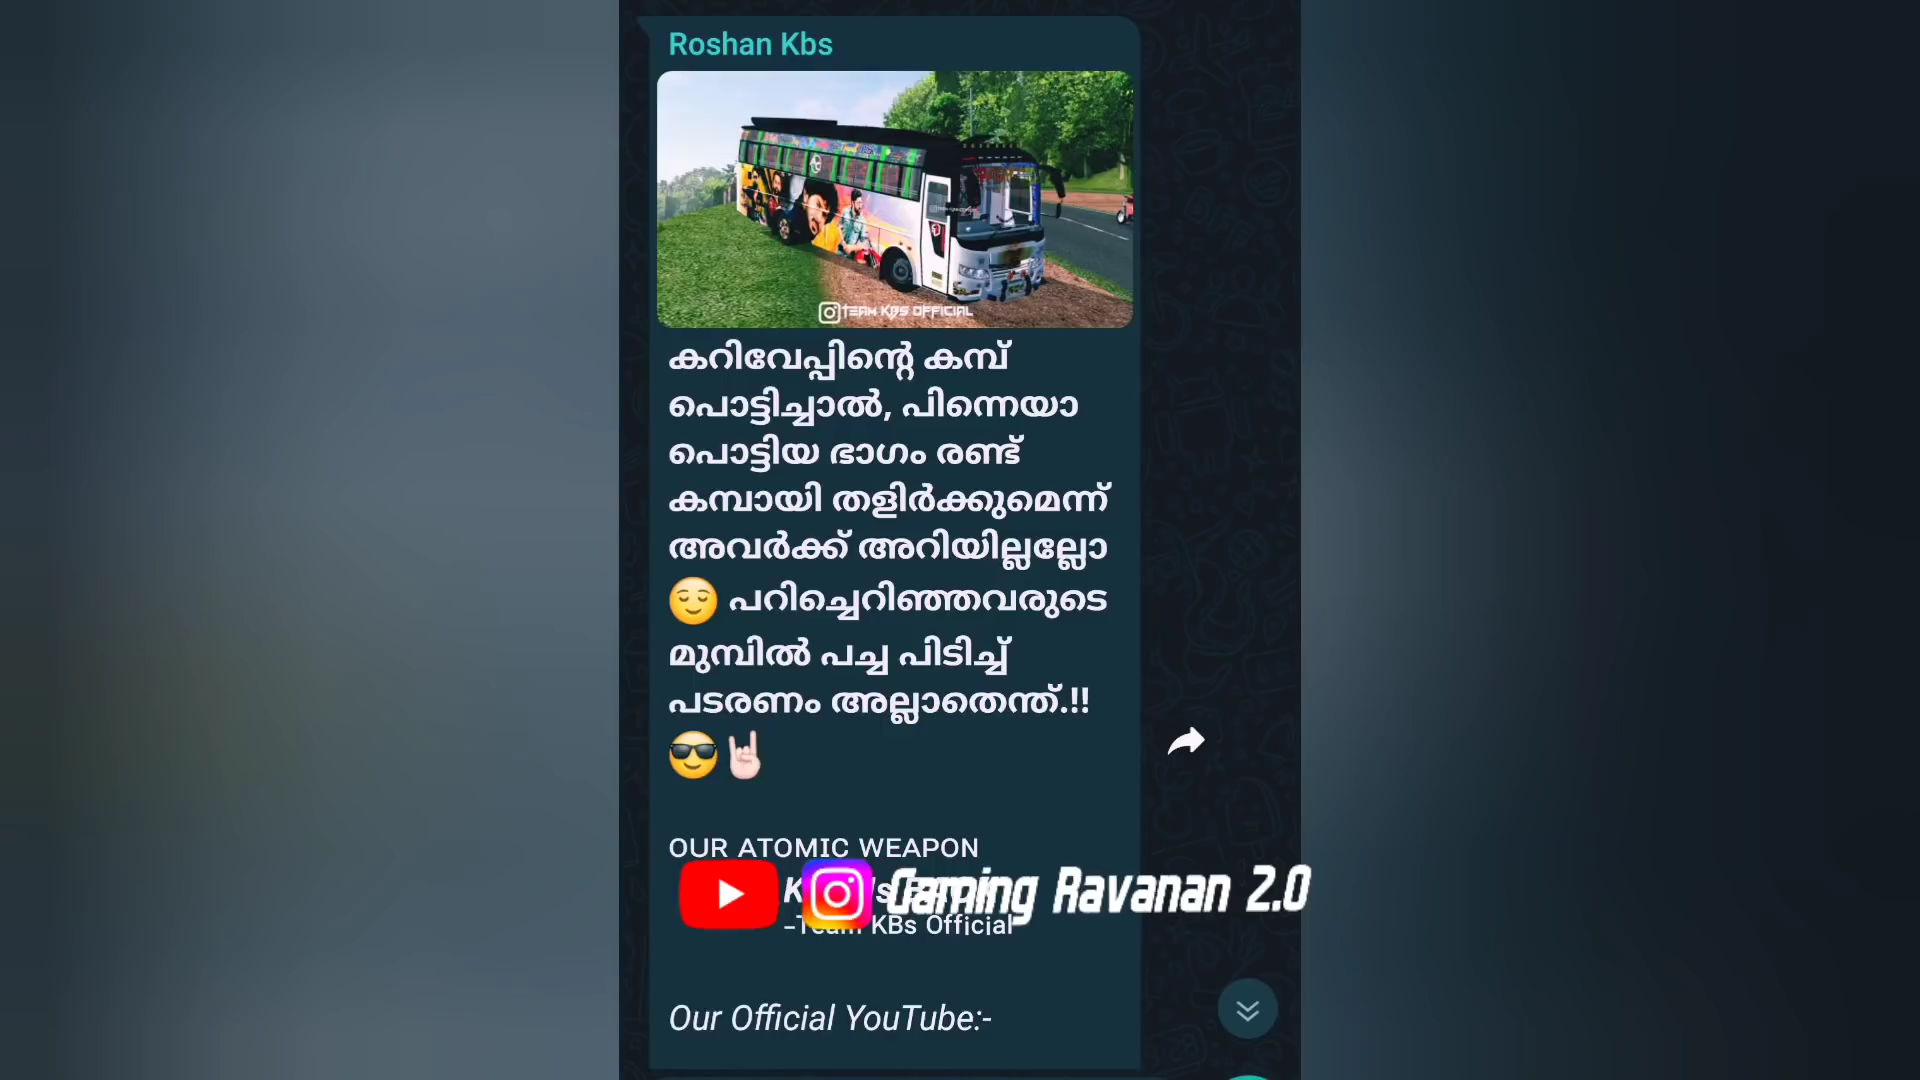 Roshan Kbs
TEAM KBS OFFICIAL
കറിവേപ്പിന്റെ കമ്പ്
പൊട്ടിച്ചാൽ, പിന്നെയാ
പൊട്ടിയ ഭാഗം രണ്ട്
കമ്പായി തളിർക്കുമെന്ന്
അവർക്ക് അറിയില്ലല്ലോ
😌 പറിച്ചെറിഞ്ഞവരുടെ
മുമ്പിൽ പച്ച പിടിച്ച്
പടരണം അല്ലാതെന്ത്.!!
😎🤘🏻
OUR ATOMIC WEAPON
Gaming Ravanan 2.0
-Team KBs Official
Our Official YouTube:-